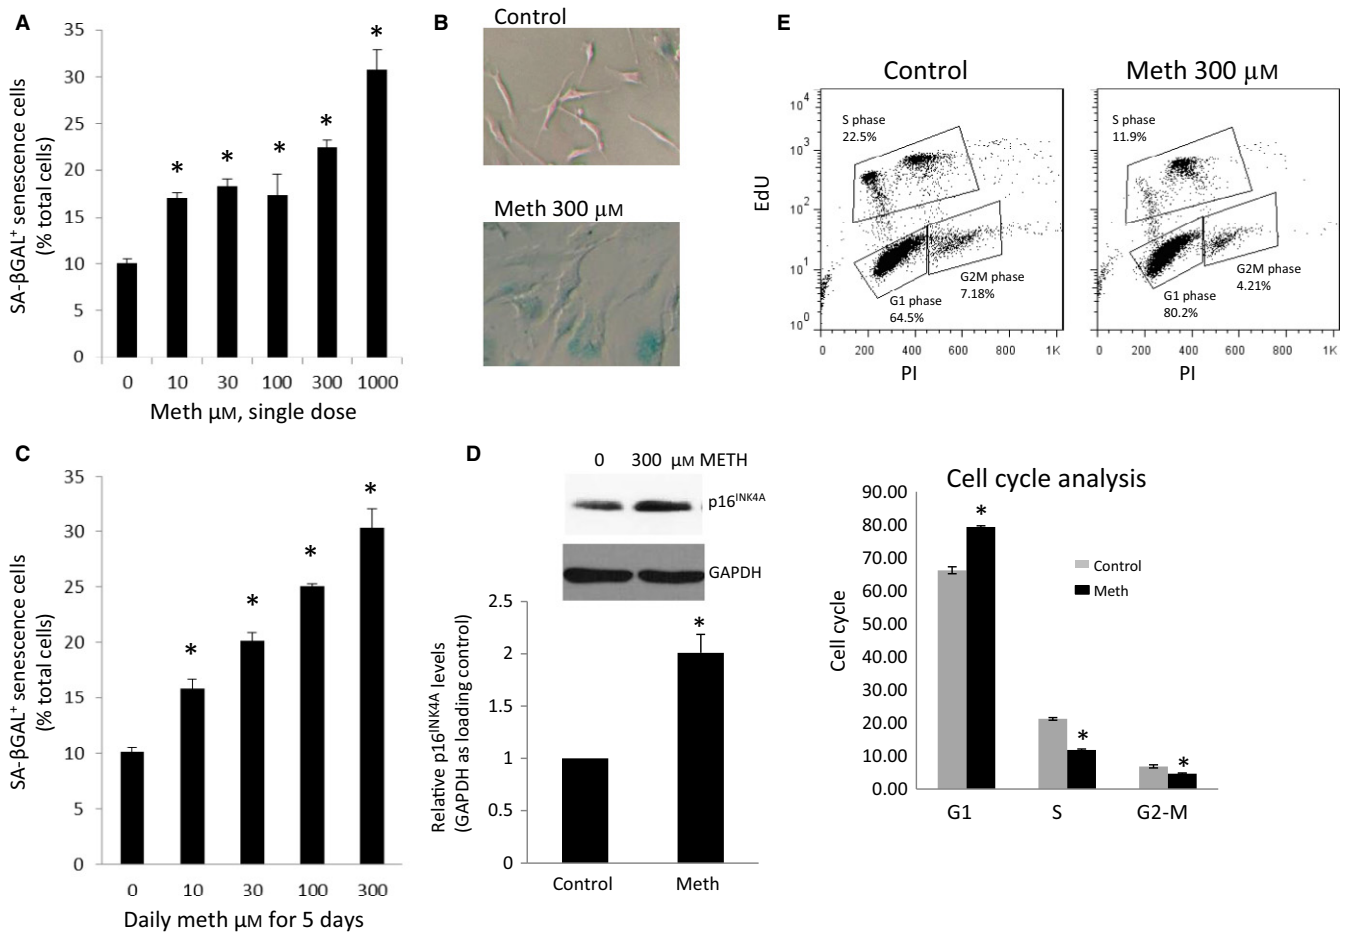 A
SA-βGAL⁺ senescence cells
(% total cells)
35
30
25
20
15
10
5
0
*
*
*
*
*
0 10 30 100 300 1000
Meth μM, single dose
B
Control
Meth 300 μM
E
Control
Meth 300 μM
EdU
10⁴
10³
10²
10¹
10⁰
S phase
22.5%
G2M phase
7.18%
G1 phase
64.5%
0 200 400 600 800 1K
PI
S phase
11.9%
G2M phase
4.21%
G1 phase
80.2%
0 200 400 600 800 1K
PI
C
SA-βGAL⁺ senescence cells
(% total cells)
35
30
25
20
15
10
5
0
*
*
*
*
0 10 30 100 300
Daily meth μM for 5 days
D
0 300 μM METH
p16ᴵᴺᴷ⁴ᴬ
GAPDH
Relative p16ᴵᴺᴷ⁴ᴬ levels
(GAPDH as loading control)
2.5
2
1.5
1
0.5
0
*
Control Meth
Cell cycle analysis
Cell cycle
90.00
80.00
70.00
60.00
50.00
40.00
30.00
20.00
10.00
0.00
*
*
*
Control
Meth
G1 S G2-M